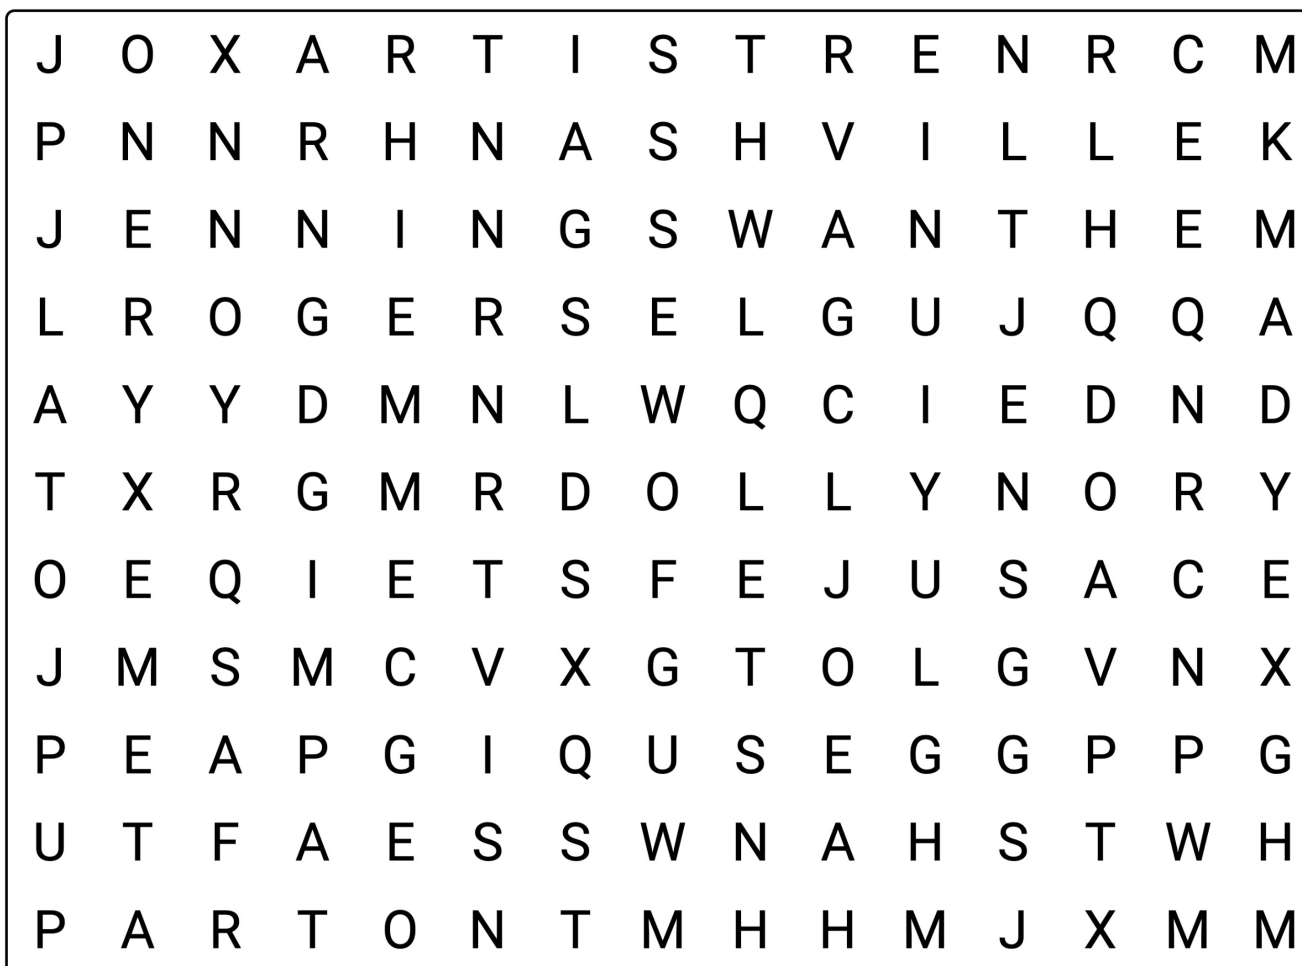 J O X A R T I S T R E N R C M
P N N R H N A S H V I L L E K
J E N N I N G S W A N T H E M
L R O G E R S E L G U J Q Q A
A Y Y D M N L W Q C I E D N D
T X R G M R D O L L Y N O R Y
O E Q I E T S F E J U S A C E
J M S M C V X G T O L G V N X
P E A P G I Q U S E G G P P G
U T F A E S S W N A H S T W H
P A R T O N T M H H M J X M M